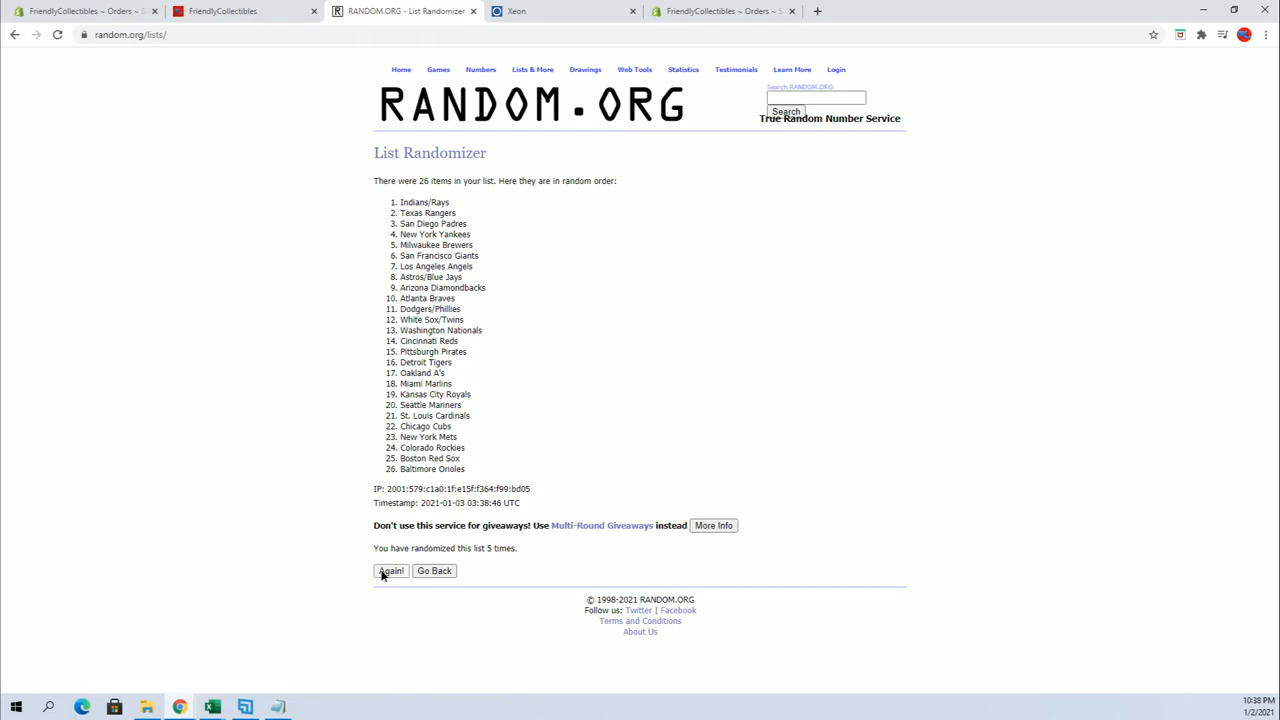 FriendlyCollectibles ~ Orders ~ S
FriendlyCollectibles
RANDOM.ORG - List Randomizer
Xeon
FriendlyCollectibles ~ Orders ~ S
random.org/lists/
Home Games Numbers Lists & More Drawings Web Tools Statistics Testimonials Learn More Login
RANDOM.ORG
Search RANDOM.ORG
Search
True Random Number Service
List Randomizer
There were 26 items in your list. Here they are in random order:
1. Indians/Rays
2. Texas Rangers
3. San Diego Padres
4. New York Yankees
5. Milwaukee Brewers
6. San Francisco Giants
7. Los Angeles Angels
8. Astros/Blue Jays
9. Arizona Diamondbacks
10. Atlanta Braves
11. Dodgers/Phillies
12. White Sox/Twins
13. Washington Nationals
14. Cincinnati Reds
15. Pittsburgh Pirates
16. Detroit Tigers
17. Oakland A's
18. Miami Marlins
19. Kansas City Royals
20. Seattle Mariners
21. St. Louis Cardinals
22. Chicago Cubs
23. New York Mets
24. Colorado Rockies
25. Boston Red Sox
26. Baltimore Orioles
IP: 2001:579:c1a0:1f:e15f:f364:f99:bd05
Timestamp: 2021-01-03 03:38:46 UTC
Don't use this service for giveaways! Use Multi-Round Giveaways instead More Info
You have randomized this list 5 times.
Again! Go Back
© 1998-2021 RANDOM.ORG
Follow us: Twitter | Facebook
Terms and Conditions
About Us
10:38 PM
1/2/2021